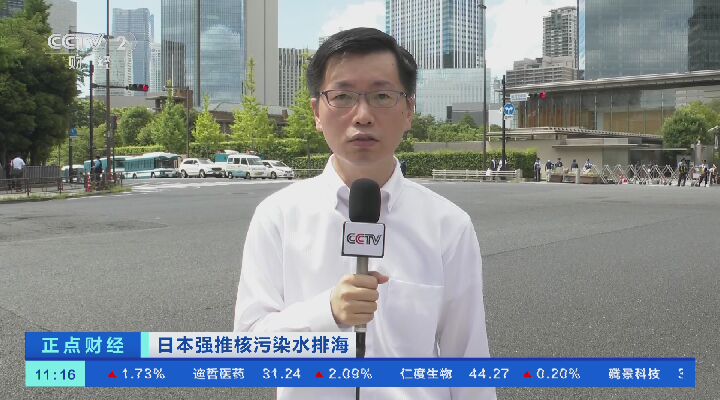 CCTV 2
财经
CCTV
正点财经
日本强推核污染水排海
11:16
▲ 1.73% 迪哲医药 31.24 ▲ 2.09% 仁度生物 44.27 ▲ 0.20% 腾景科技